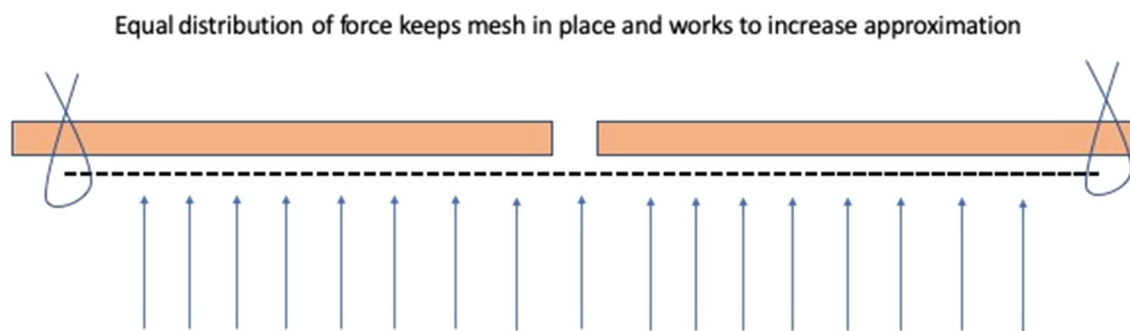 Equal distribution of force keeps mesh in place and works to increase approximation